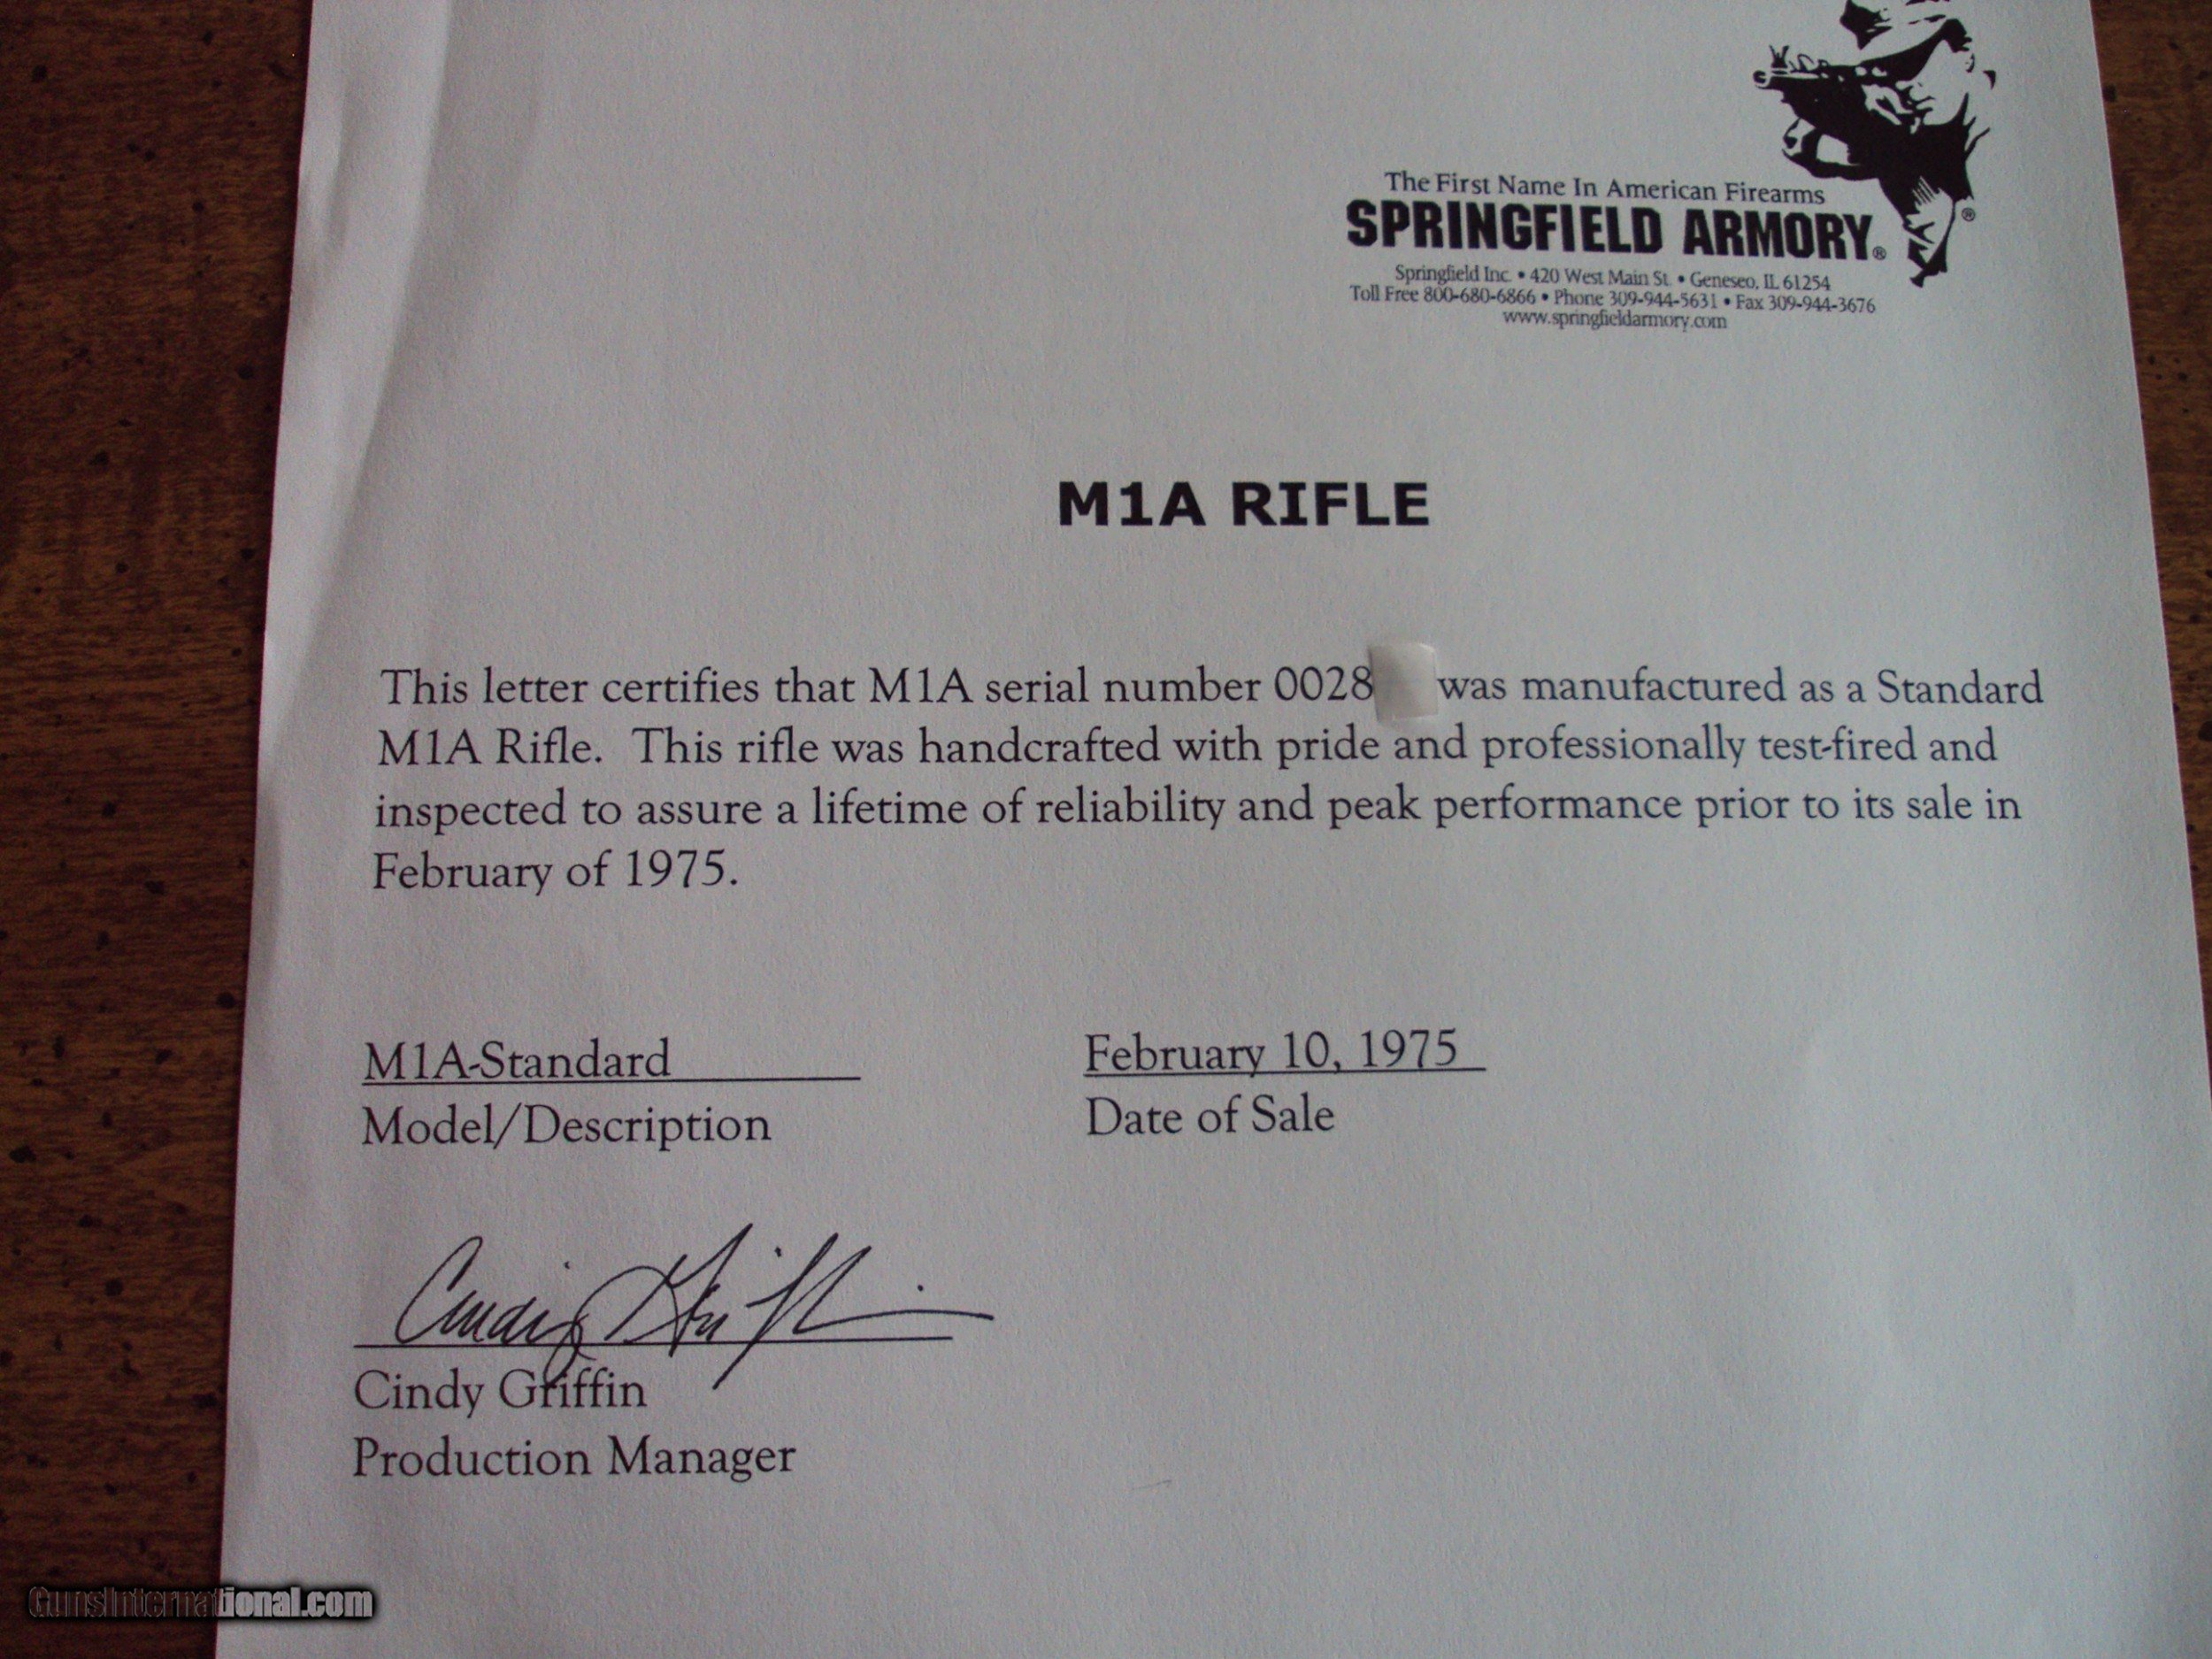 The First Name In American Firearms
SPRINGFIELD ARMORY.®
®
Springfield Inc. • 420 West Main St. • Geneseo, IL 61254
Toll Free 800-680-6866 • Phone 309-944-5631 • Fax 309-944-3676
www.springfieldarmory.com
M1A RIFLE
This letter certifies that M1A serial number 0028 was manufactured as a Standard
M1A Rifle. This rifle was handcrafted with pride and professionally test-fired and
inspected to assure a lifetime of reliability and peak performance prior to its sale in
February of 1975.
M1A-Standard
Model/Description
February 10, 1975
Date of Sale
Cindy Griffin
Cindy Griffin
Production Manager
GunsInternational.com